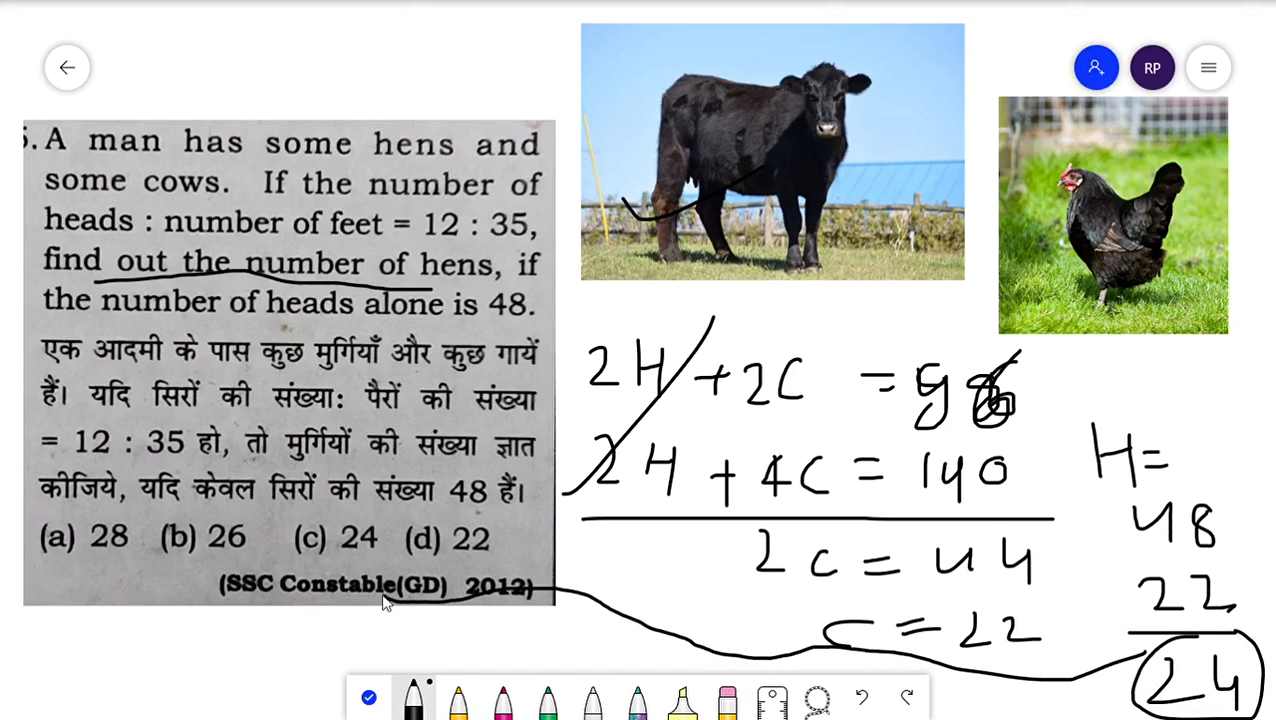 RP
5. A man has some hens and
some cows. If the number of
heads : number of feet = 12 : 35,
find out the number of hens, if
the number of heads alone is 48.
एक आदमी के पास कुछ मुर्गियाँ और कुछ गायें
हैं। यदि सिरों की संख्या: पैरों की संख्या
= 12 : 35 हो, तो मुर्गियों की संख्या ज्ञात
कीजिये, यदि केवल सिरों की संख्या 48 हैं।
(a) 28 (b) 26 (c) 24 (d) 22
(SSC Constable(GD) 2012)
2H + 2C = 96
2H + 4C = 140
2C = 44
C = 22
H =
48
22
24